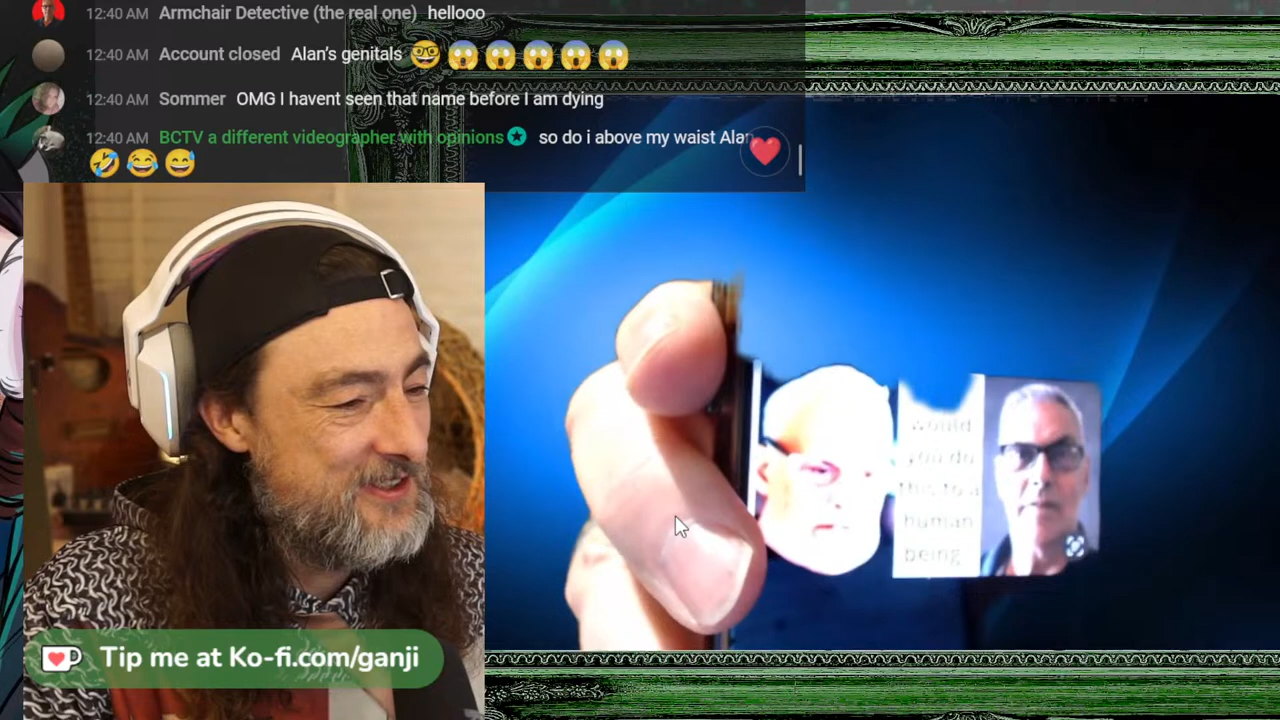 12:40 AM Armchair Detective (the real one) hellooo
12:40 AM Account closed Alan's genitals 🤓😱😱😱😱😱
12:40 AM Sommer OMG I havent seen that name before I am dying
12:40 AM BCTV a different videographer with opinions so do i above my waist Alan
🤣😂😅
would
you do
this to a
human
being
Tip me at Ko-fi.com/ganji